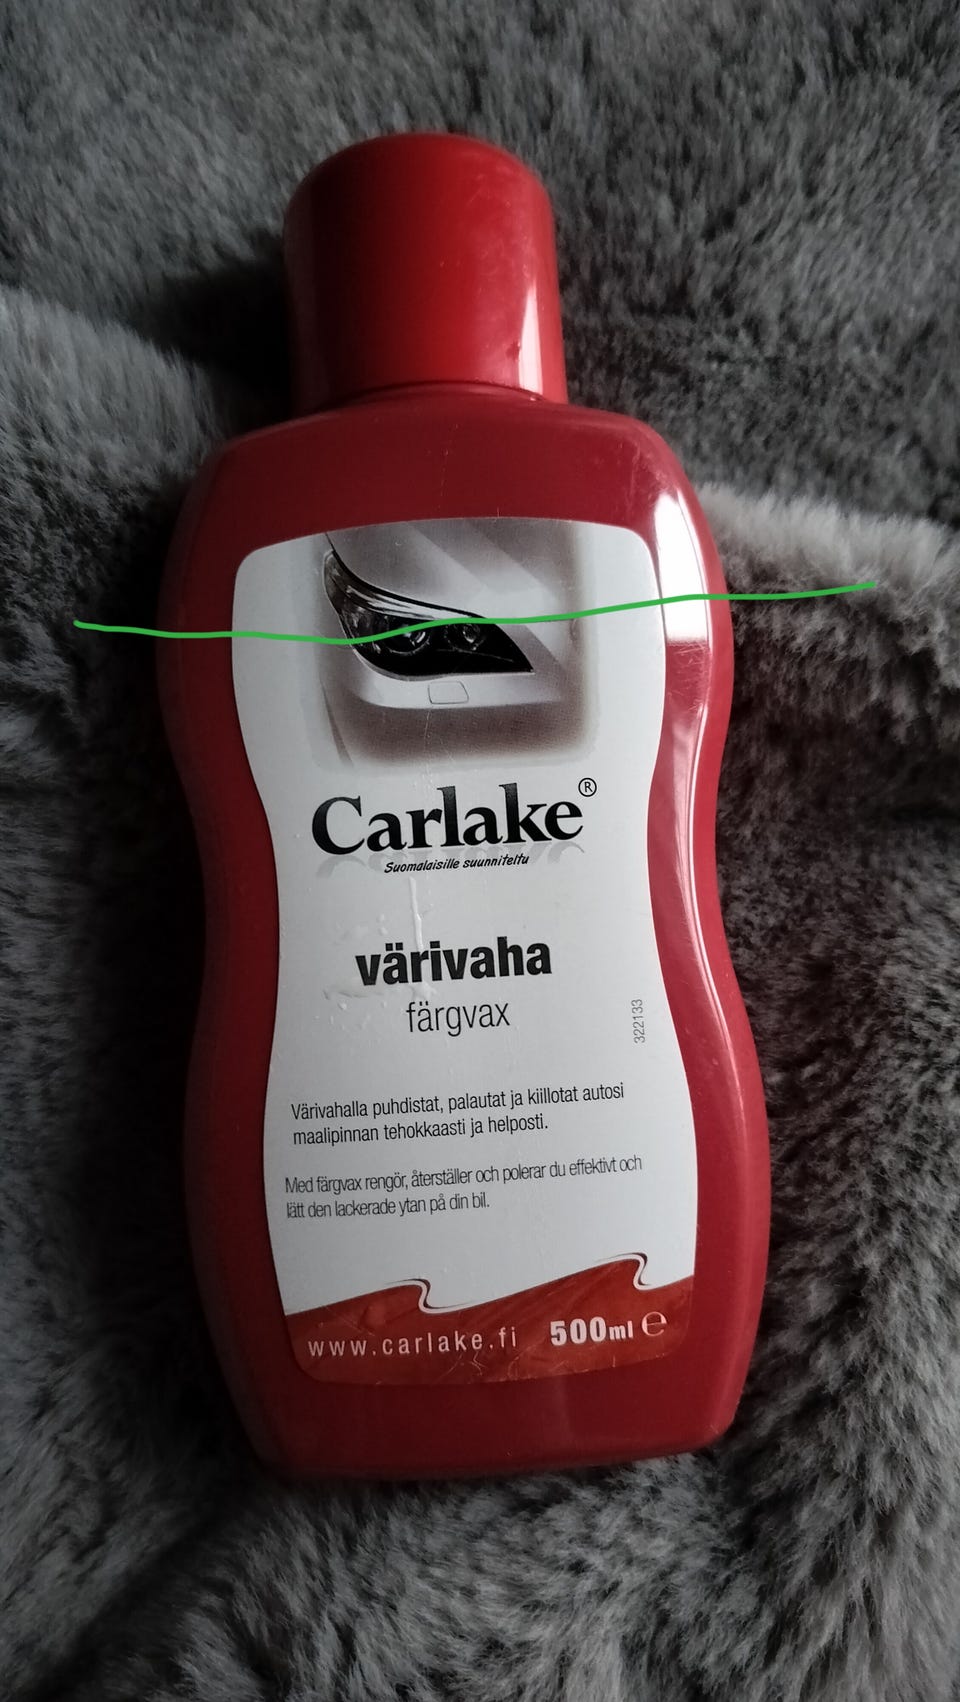 Carlake®
Suomalaisille suunniteltu
värivaha
färgvax
322133
Värivahalla puhdistat, palautat ja kiillotat autosi
maalipinnan tehokkaasti ja helposti.
Med färgvax rengör, återställer och polerar du effektivt och
lätt den lackerade ytan på din bil.
www.carlake.fi 500ml ℮